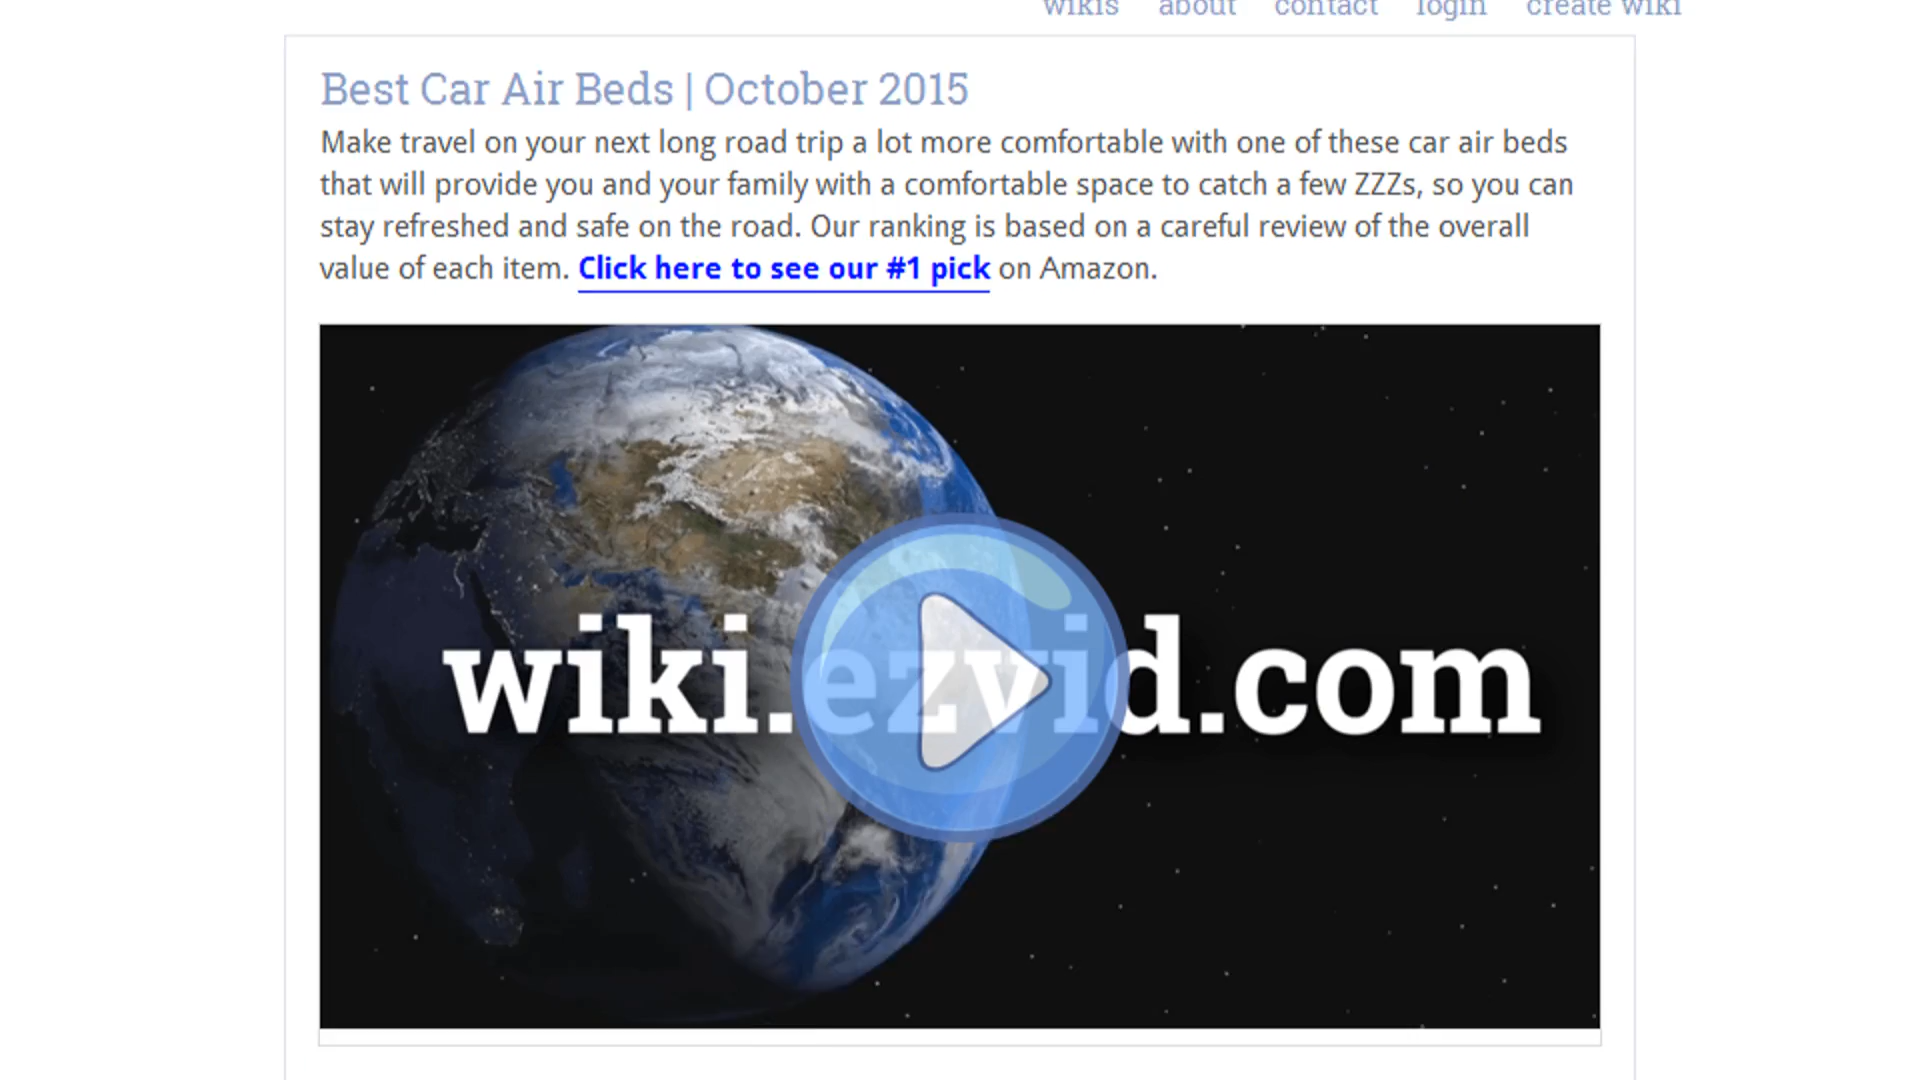 wikis about contact login create wiki
Best Car Air Beds | October 2015
Make travel on your next long road trip a lot more comfortable with one of these car air beds
that will provide you and your family with a comfortable space to catch a few ZZZs, so you can
stay refreshed and safe on the road. Our ranking is based on a careful review of the overall
value of each item. Click here to see our #1 pick on Amazon.
wiki.ezvid.com